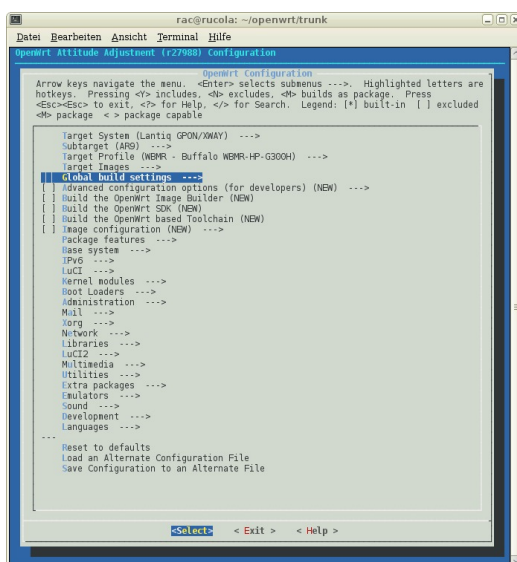 rac@rucola: ~/openwrt/trunk
Datei Bearbeiten Ansicht Terminal Hilfe
OpenWrt Attitude Adjustment (r27988) Configuration
OpenWrt Configuration
Arrow keys navigate the menu. <Enter> selects submenus --->. Highlighted letters are
hotkeys. Pressing <Y> includes, <N> excludes, <M> builds as package. Press
<Esc><Esc> to exit, <?> for Help, </> for Search. Legend: [*] built-in [ ] excluded
<M> package < > package capable
Target System (Lantiq GPON/XWAY) --->
Subtarget (AR9) --->
Target Profile (WBMR - Buffalo WBMR-HP-G300H) --->
Target Images --->
Global build settings --->
[ ] Advanced configuration options (for developers) (NEW) --->
[ ] Build the OpenWrt Image Builder (NEW)
[ ] Build the OpenWrt SDK (NEW)
[ ] Build the OpenWrt based Toolchain (NEW)
[ ] Image configuration (NEW) --->
Package features --->
Base system --->
IPv6 --->
LuCI --->
Kernel modules --->
Boot Loaders --->
Administration --->
Mail --->
Xorg --->
Network --->
Libraries --->
LuCI2 --->
Multimedia --->
Utilities --->
Extra packages --->
Emulators --->
Sound --->
Development --->
Languages --->
---
Reset to defaults
Load an Alternate Configuration File
Save Configuration to an Alternate File
<Select> < Exit > < Help >